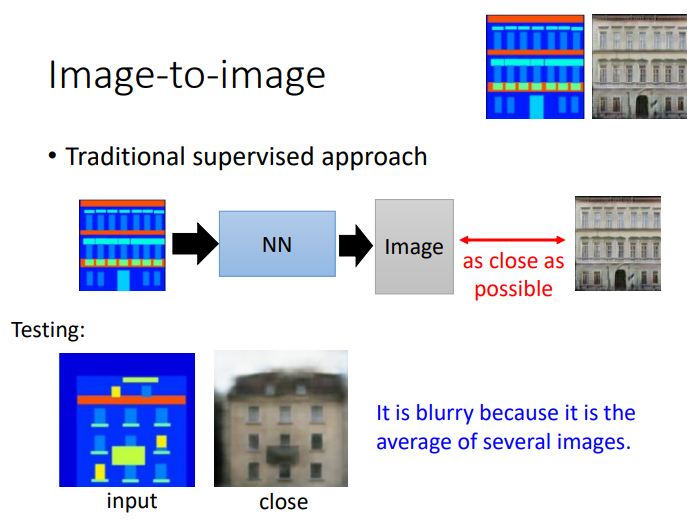 Image-to-image
• Traditional supervised approach
NN
Image
as close as
possible
Testing:
It is blurry because it is the
average of several images.
input
close